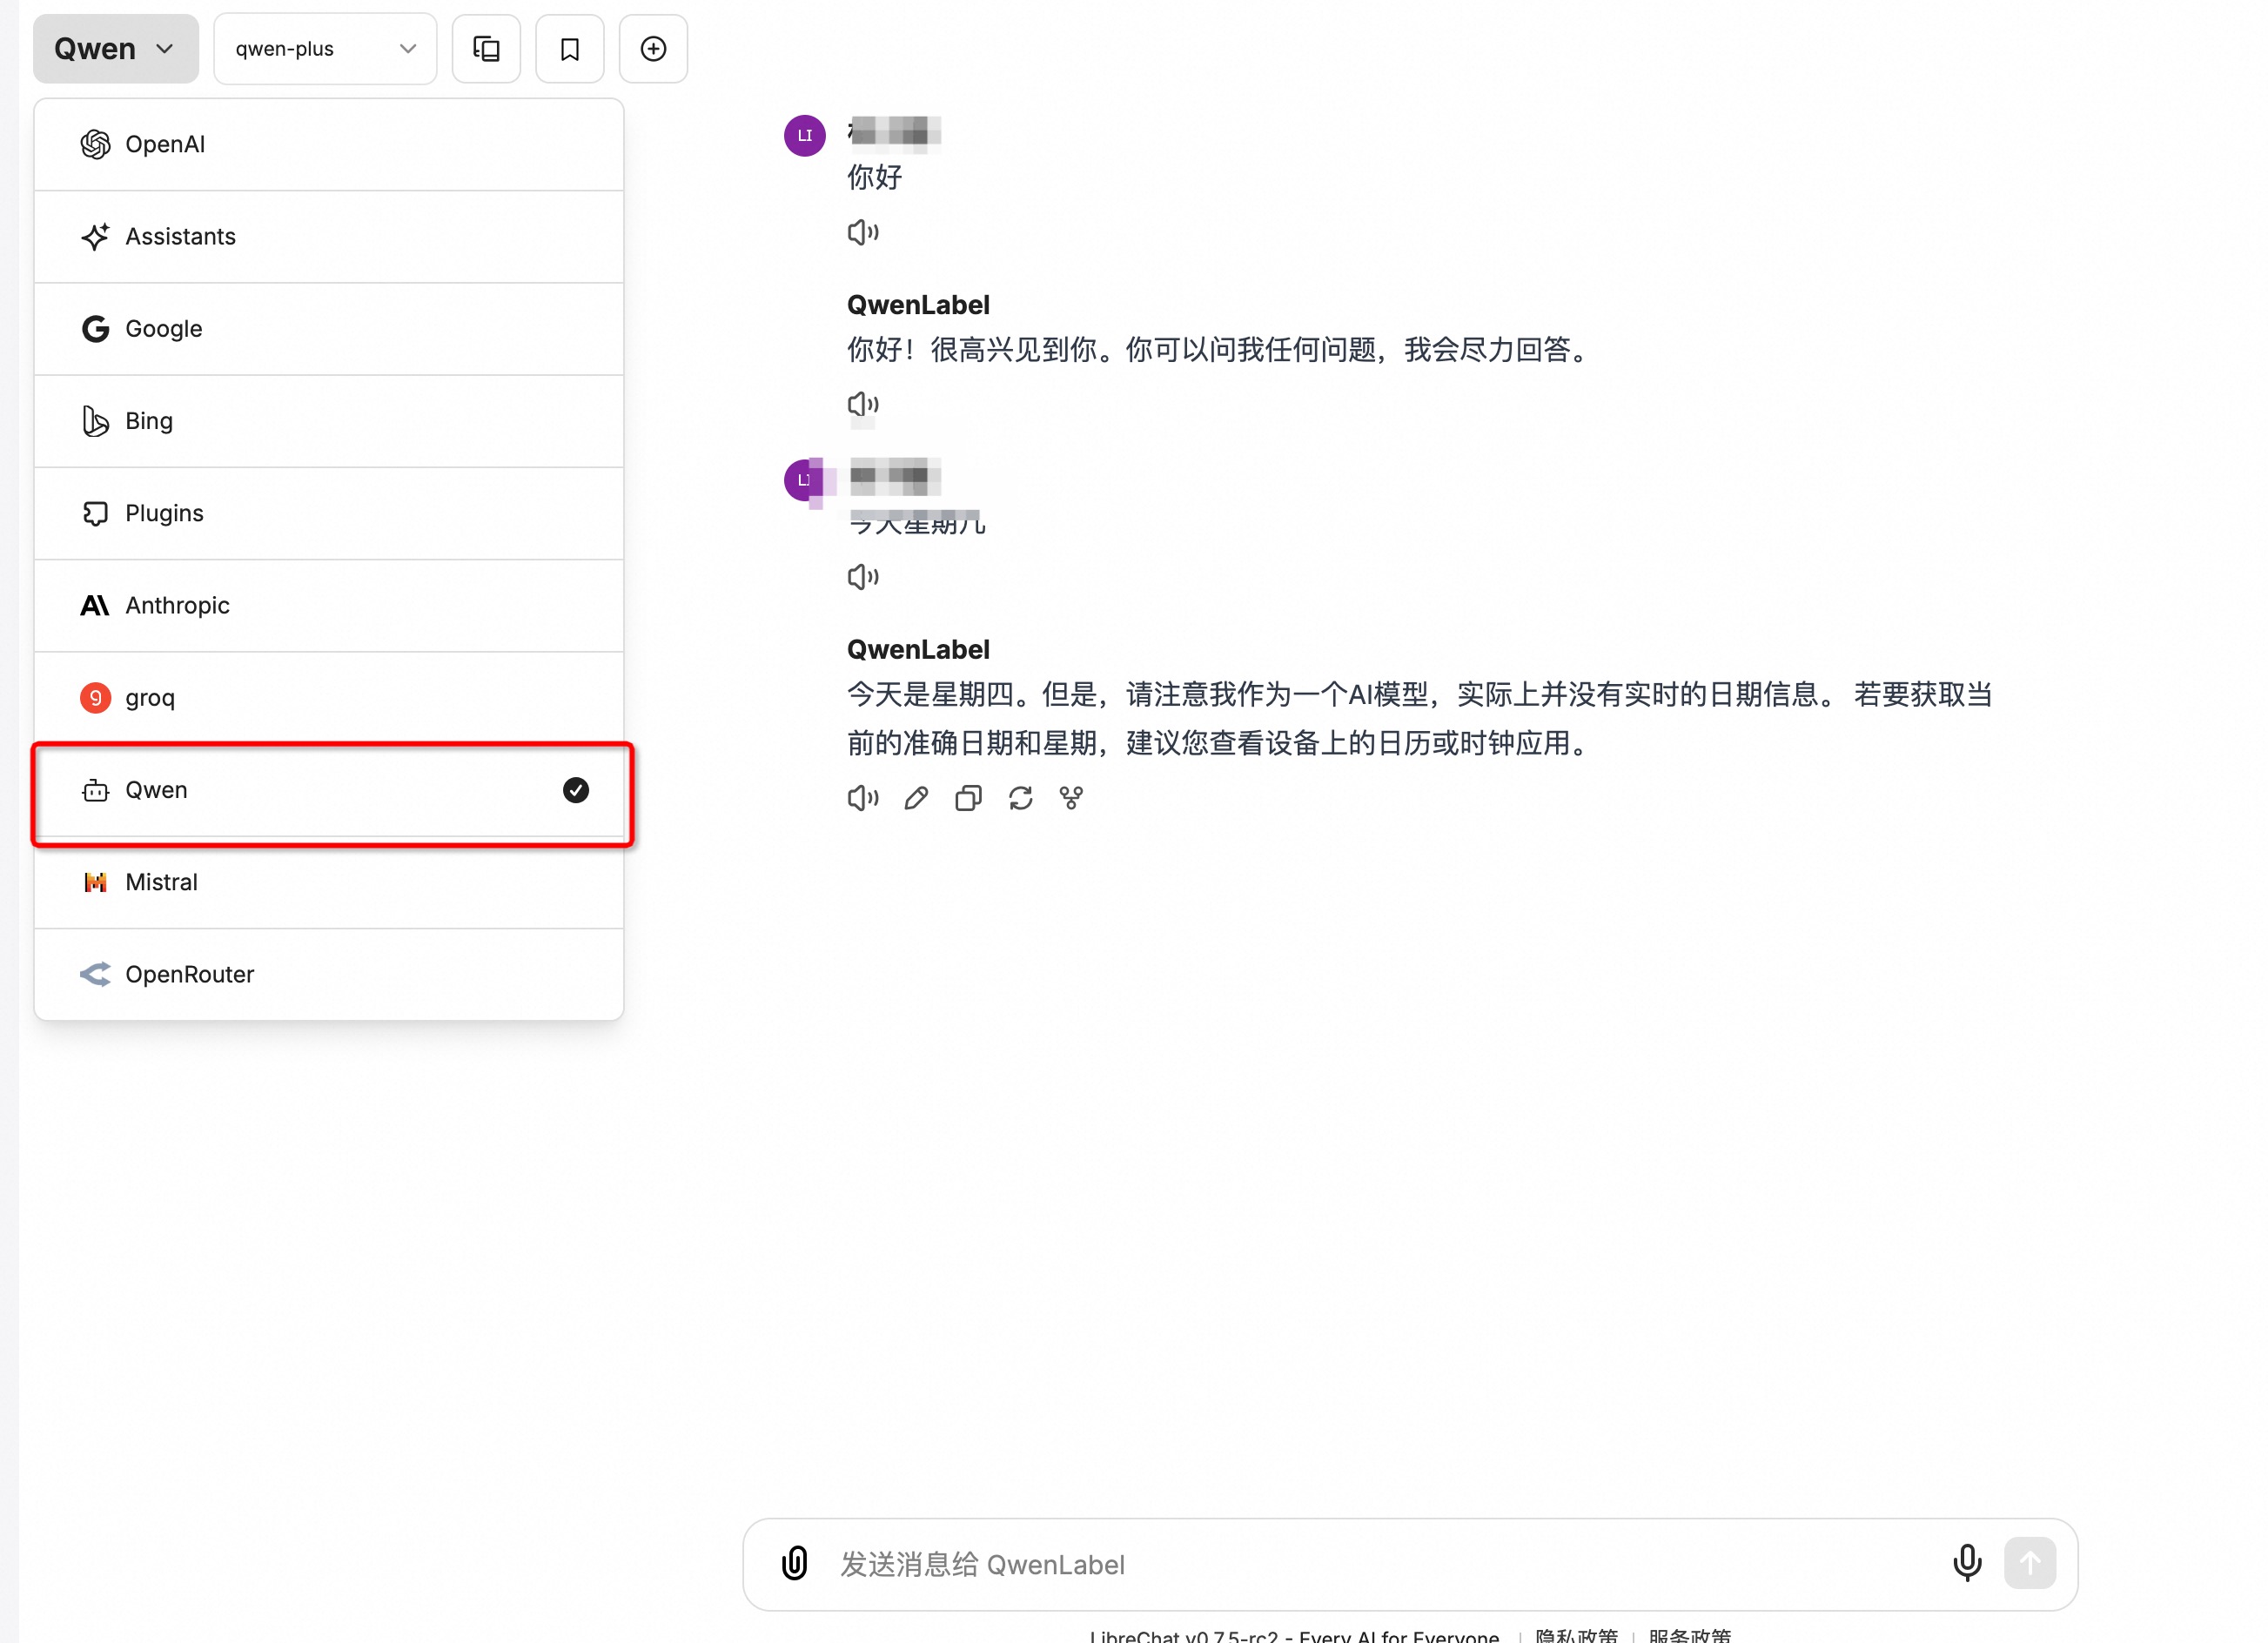 Qwen
qwen-plus
OpenAI
Assistants
Google
Bing
Plugins
Anthropic
groq
Qwen
Mistral
OpenRouter
LI
你好
QwenLabel
你好！很高兴见到你。你可以问我任何问题，我会尽力回答。
LI
今天星期几
QwenLabel
今天是星期四。但是，请注意我作为一个AI模型，实际上并没有实时的日期信息。 若要获取当
前的准确日期和星期，建议您查看设备上的日历或时钟应用。
发送消息给 QwenLabel
LibreChat v0.7.5-rc2 - Every AI for Everyone | 隐私政策 | 服务政策